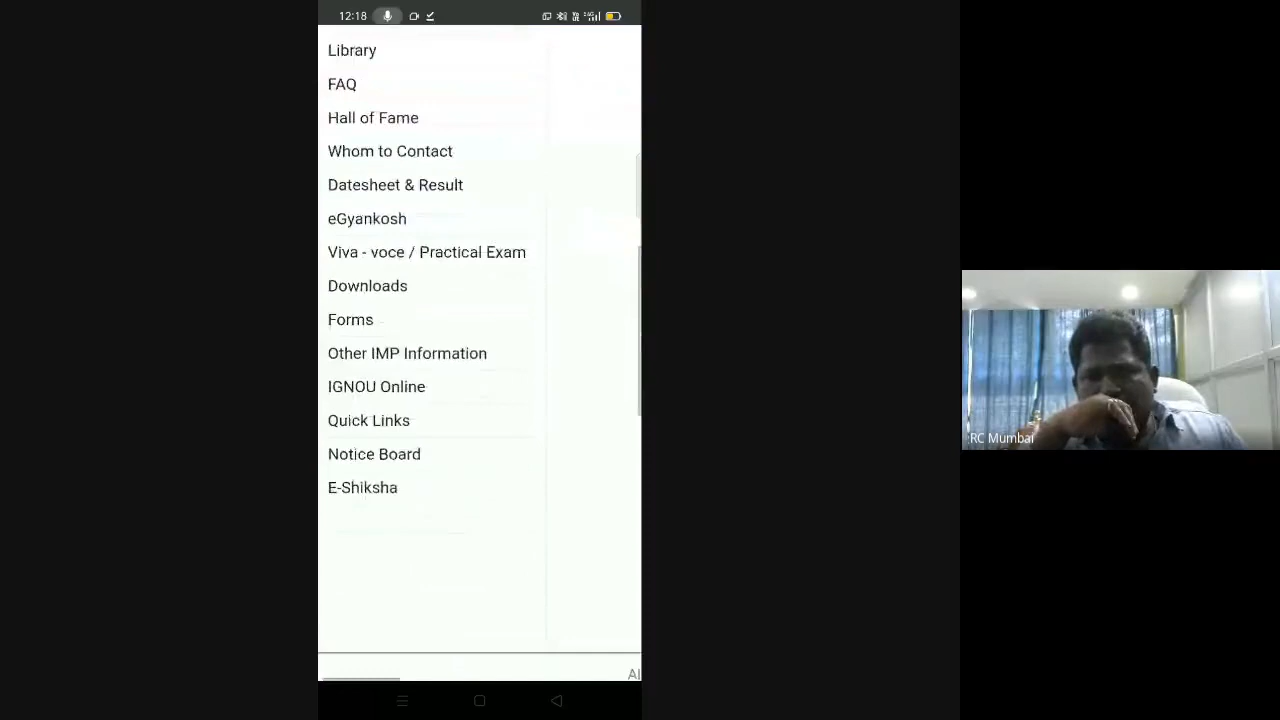 12:18
Library
FAQ
Hall of Fame
Whom to Contact
Datesheet & Result
eGyankosh
Viva - voce / Practical Exam
Downloads
Forms
Other IMP Information
IGNOU Online
Quick Links
Notice Board
E-Shiksha
RC Mumbai